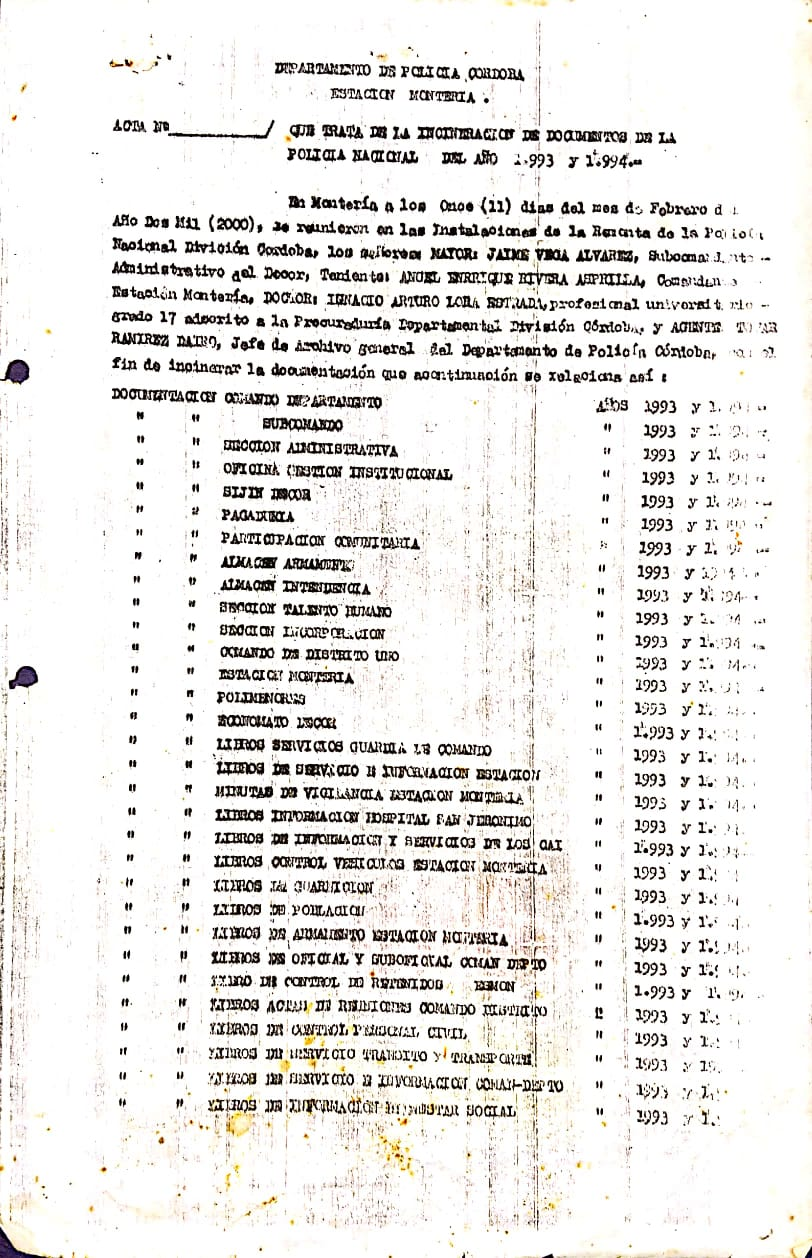 DEPARTAMENTO DE POLICIA CORDOBA
ESTACION MONTERIA .
ACTA Nº__________/ QUE TRATA DE LA INCINERACION DE DOCUMENTOS DE LA
POLICIA NACIONAL DEL AÑO 1.993 y 1.994.-
En Montería a los Once (11) dias del mes de Febrero
Año Dos Mil (2000), se reunieron en las Instalaciones de la Remonta de la
Nacional División Cordoba, los señores: MAYOR: JAIME VEGA ALVAREZ,
Administrativo del Decor, Teniente: ANGEL ENRRIQUE RIVERA ASPRILLA,
Estación Montería, DOCTOR: IGNACIO ARTURO LORA ESTRADA, profesional
grado 17 adscrito a la Procuraduría Departamental División Córdoba, y AGENTE
RAMIREZ DAIRO, Jefe de Archivo general del Departamento de Policía Córdoba,
fin de incinerar la documentación que acontinuación se relaciona así :
DOCUMENTACION COMANDO DEPARTAMENTO AÑOS 1993 y
" " SUBCOMANDO " 1993 y
" " SECCION ADMINISTRATIVA " 1993 y
" " OFICINA GESTION INSTITUCIONAL " 1993 y
" " SIJIN DECOR " 1993 y
" " PAGADURIA " 1993 y
" " PARTICIPACION COMUNITARIA " 1993 y
" " ALMACEN ARMAMENTO " 1993 y
" " ALMACEN INTENDENCIA " 1993 y
" " SECCION TALENTO HUMANO " 1993 y
" " SECCION INCORPORACION " 1993 y
" " COMANDO DE DISTRITO UNO " 1993 y
" " ESTACION MONTERIA " 1993 y
" " POLIMENORES " 1993 y
" " ECONOMATO DECOR " 1.993 y
" " LIBROS SERVICIOS GUARDIA DE COMANDO " 1993 y
" " LIBROS DE SERVICIO E INFORMACION ESTACION " 1993 y
" " MINUTAS DE VIGILANCIA ESTACION MONTERIA " 1993 y
" " LIBROS INFORMACION HOSPITAL SAN JERONIMO " 1993 y
" " LIBROS DE INFORMACION Y SERVICIOS DE LOS CAI " 1.993 y
" " LIBROS CONTROL VEHICULOS ESTACION MONTERIA " 1993 y
" " LIBROS DE GUARNICION " 1993 y
" " LIBROS DE POBLACION " 1.993 y
" " LIBROS DE ARMAMENTO ESTACION MONTERIA " 1993 y
" " LIBROS DE OFICIAL Y SUBOFICIAL COMAN DEPTO " 1993 y
" " LIBRO DE CONTROL DE RETENIDOS ESMON " 1.993 y
" " LIBROS ACTAS DE REUNIONES COMANDO DISTRITO " 1993 y
" " LIBROS DE CONTROL PERSONAL CIVIL " 1993 y
" " LIBROS DE SERVICIO TRANSITO Y TRANSPORTE " 1993 y
" " LIBROS DE SERVICIO E INFORMACION COMAN-DEPTO " 1993 y
" " LIBROS DE INFORMACION BIENESTAR SOCIAL " 1993 y